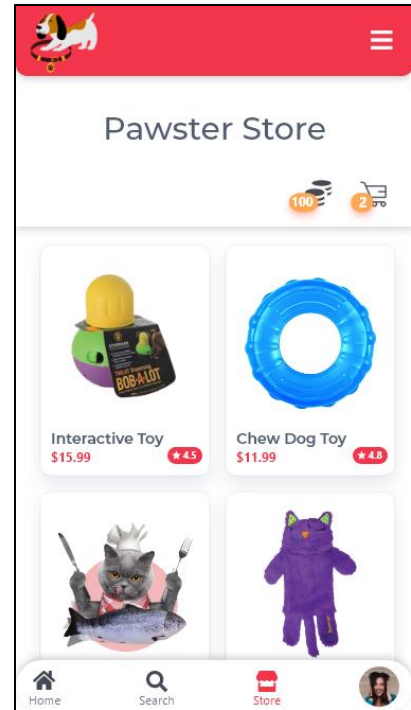 Pawster Store
100
2
BOB-A-LOT
Interactive Toy
$15.99
★ 4.5
Chew Dog Toy
$11.99
★ 4.8
Home
Search
Store